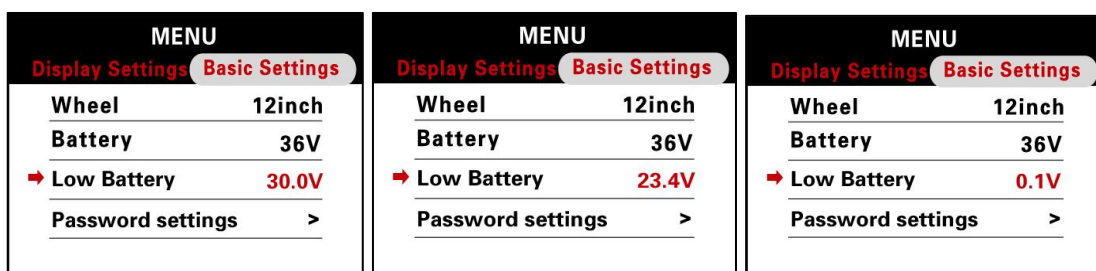 MENU
Display Settings Basic Settings
Wheel 12inch
Battery 36V
Low Battery 30.0V
Password settings >
MENU
Display Settings Basic Settings
Wheel 12inch
Battery 36V
Low Battery 23.4V
Password settings >
MENU
Display Settings Basic Settings
Wheel 12inch
Battery 36V
Low Battery 0.1V
Password settings >